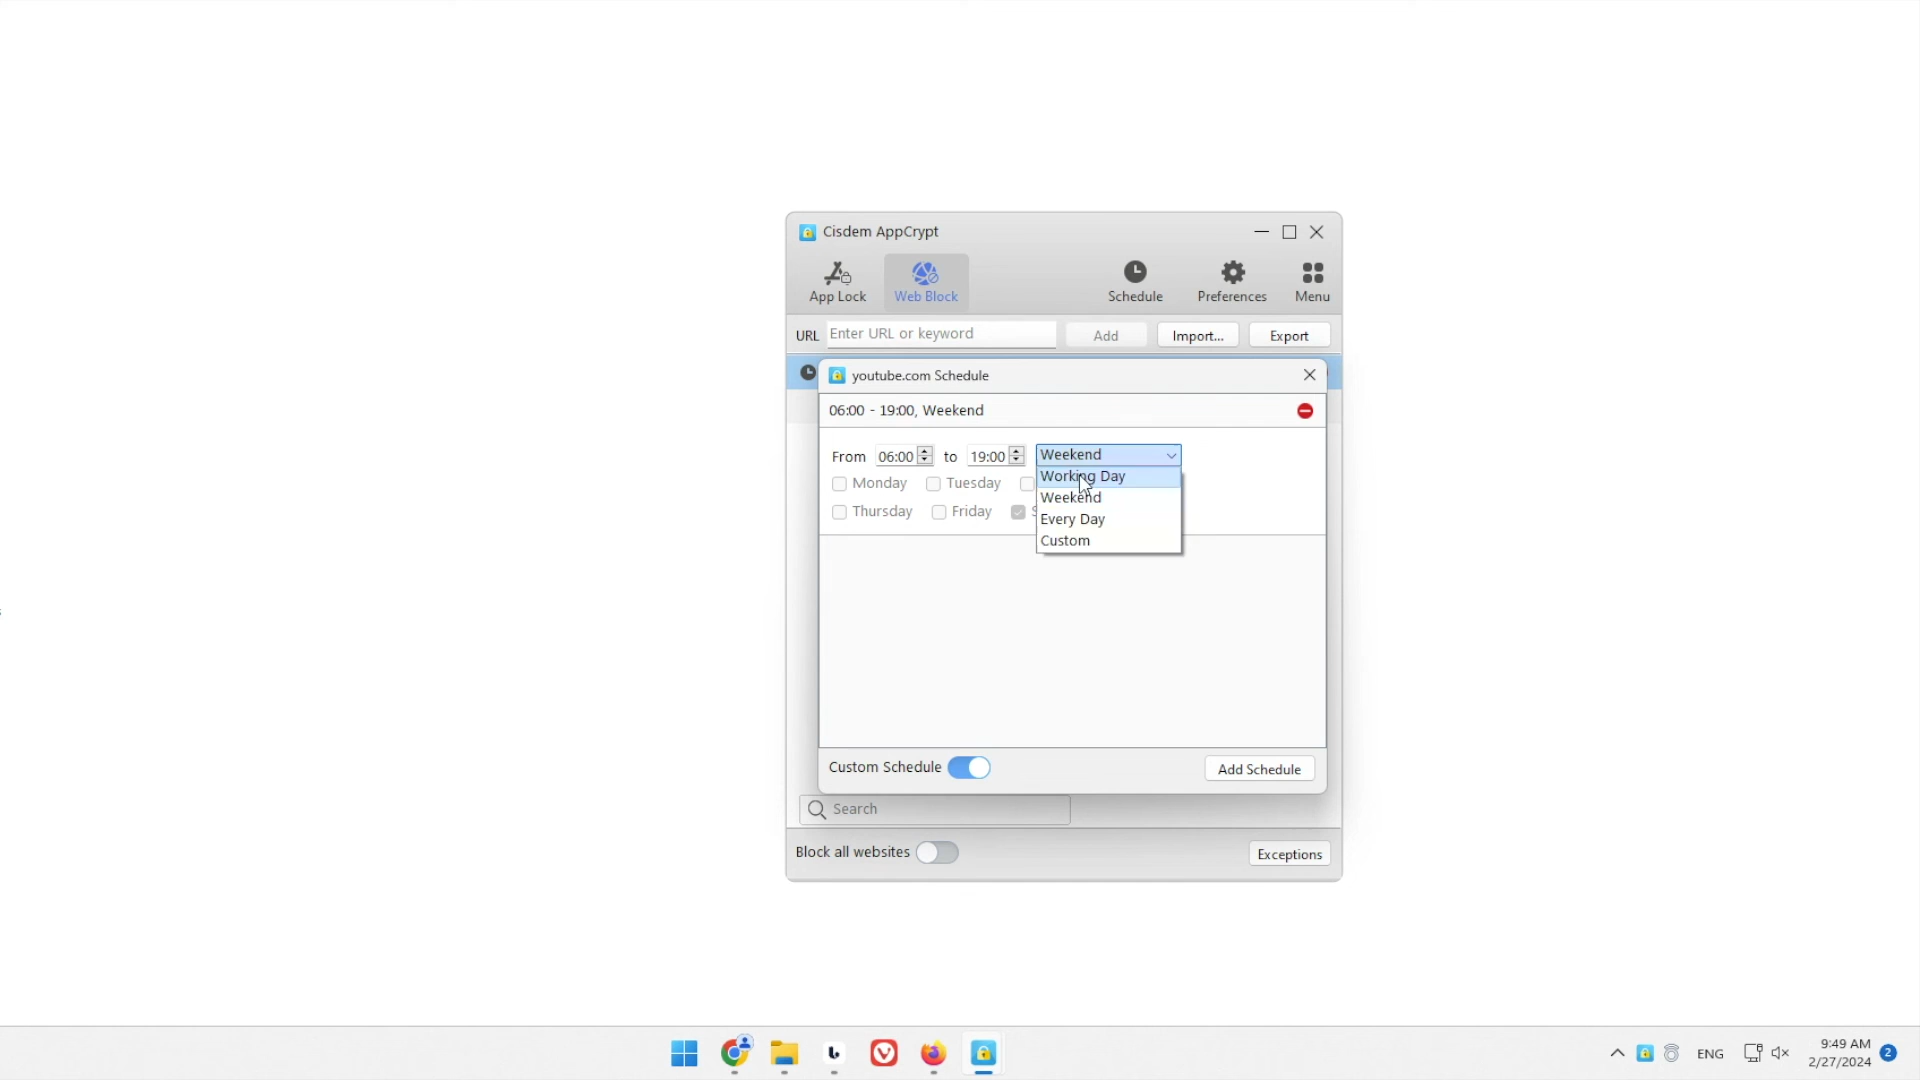 Cisdem AppCrypt
App Lock
Web Block
Schedule
Preferences
Menu
URL
Enter URL or keyword
Add
Import...
Export
youtube.com Schedule
06:00 - 19:00, Weekend
From 06:00 to 19:00 Weekend
Working Day
Monday
Tuesday
Weekend
Thursday
Friday
Every Day
Custom
Custom Schedule
Add Schedule
Search
Block all websites
Exceptions
ENG
9:49 AM
2/27/2024
2